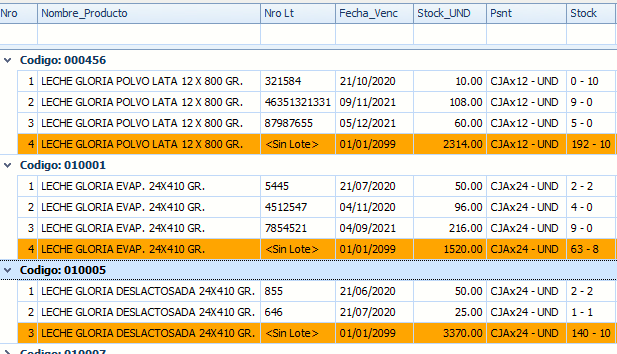 Nro Nombre_Producto Nro Lt Fecha_Venc Stock_UND Psnt Stock
Codigo: 000456
1 LECHE GLORIA POLVO LATA 12 X 800 GR. 321584 21/10/2020 10.00 CJAx12 - UND 0 - 10
2 LECHE GLORIA POLVO LATA 12 X 800 GR. 46351321331 09/11/2021 108.00 CJAx12 - UND 9 - 0
3 LECHE GLORIA POLVO LATA 12 X 800 GR. 87987655 05/12/2021 60.00 CJAx12 - UND 5 - 0
4 LECHE GLORIA POLVO LATA 12 X 800 GR. <Sin Lote> 01/01/2099 2314.00 CJAx12 - UND 192 - 10
Codigo: 010001
1 LECHE GLORIA EVAP. 24X410 GR. 5445 21/07/2020 50.00 CJAx24 - UND 2 - 2
2 LECHE GLORIA EVAP. 24X410 GR. 4512547 04/11/2020 96.00 CJAx24 - UND 4 - 0
3 LECHE GLORIA EVAP. 24X410 GR. 7854521 04/09/2021 216.00 CJAx24 - UND 9 - 0
4 LECHE GLORIA EVAP. 24X410 GR. <Sin Lote> 01/01/2099 1520.00 CJAx24 - UND 63 - 8
Codigo: 010005
1 LECHE GLORIA DESLACTOSADA 24X410 GR. 855 21/06/2020 50.00 CJAx24 - UND 2 - 2
2 LECHE GLORIA DESLACTOSADA 24X410 GR. 646 21/07/2020 25.00 CJAx24 - UND 1 - 1
3 LECHE GLORIA DESLACTOSADA 24X410 GR. <Sin Lote> 01/01/2099 3370.00 CJAx24 - UND 140 - 10
Codigo: 010007